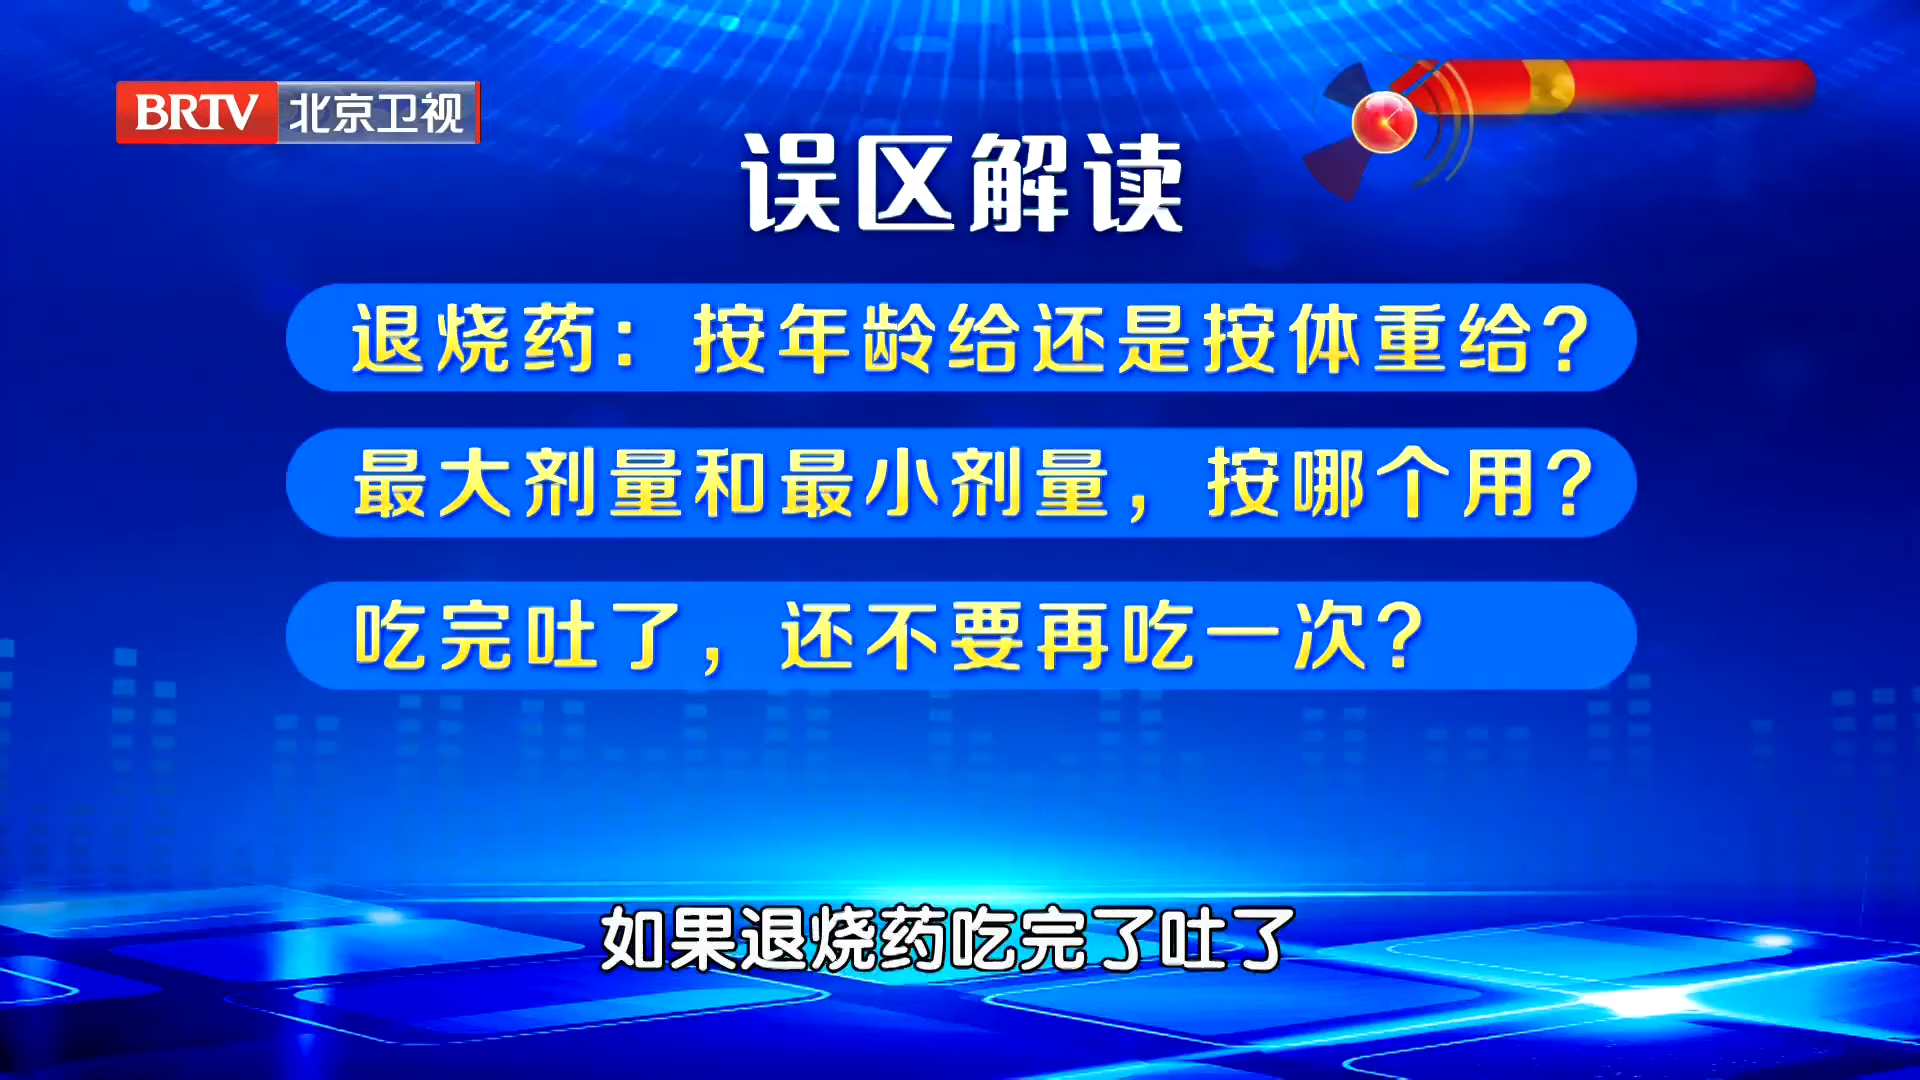 BRTV 北京卫视
误区解读
退烧药：按年龄给还是按体重给？
最大剂量和最小剂量，按哪个用？
吃完吐了，还不要再吃一次？
如果退烧药吃完了吐了